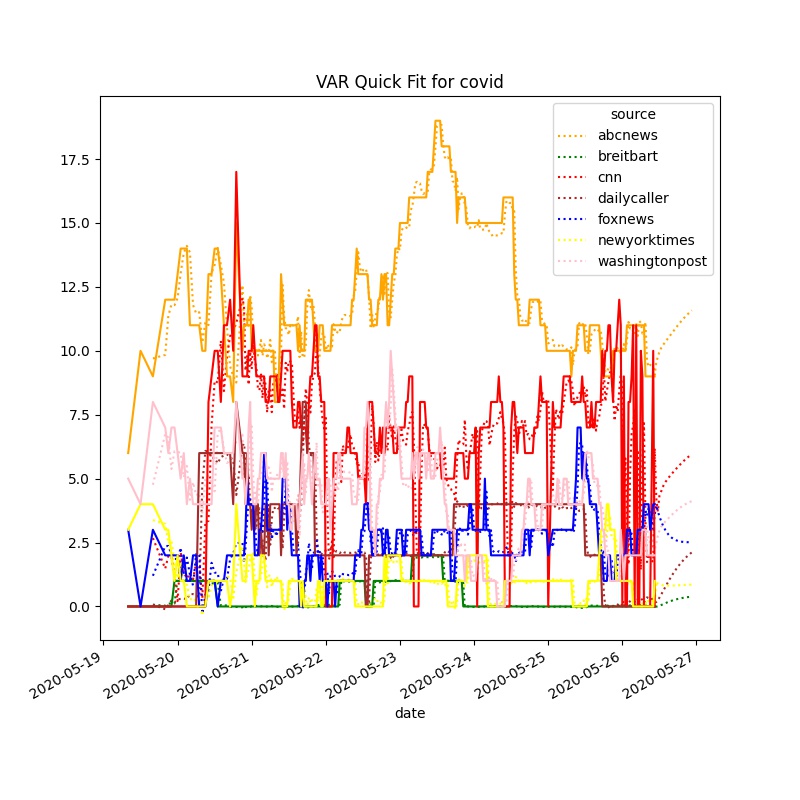 VAR Quick Fit for covid
source
abcnews
breitbart
cnn
dailycaller
foxnews
newyorktimes
washingtonpost
17.5
15.0
12.5
10.0
7.5
5.0
2.5
0.0
2020-05-19
2020-05-20
2020-05-21
2020-05-22
2020-05-23
2020-05-24
2020-05-25
2020-05-26
2020-05-27
date